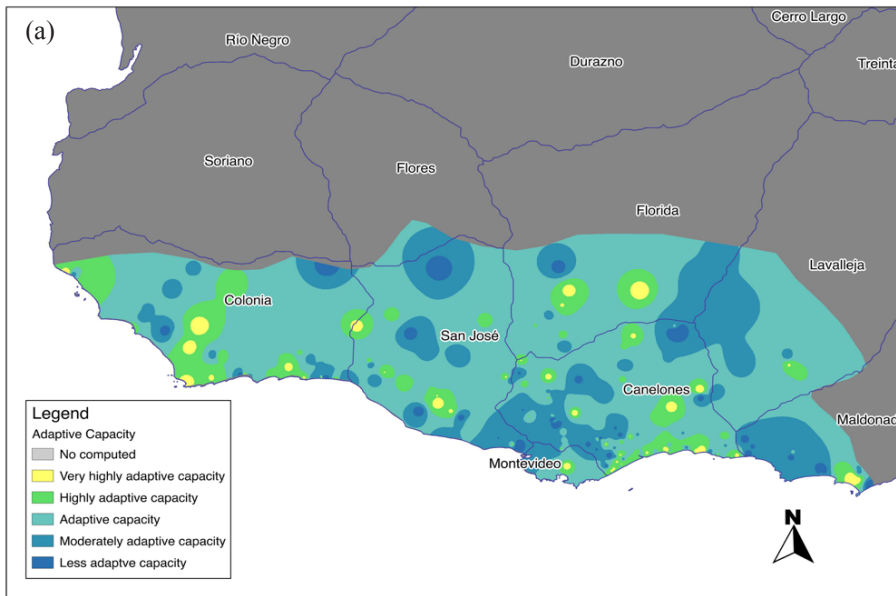 (a)
Cerro Largo
Río Negro
Durazno
Treinta
Soriano
Flores
Florida
Lavalleja
Colonia
San José
Canelones
Maldonad
Montevideo
Legend
Adaptive Capacity
No computed
Very highly adaptive capacity
Highly adaptive capacity
Adaptive capacity
Moderately adaptive capacity
Less adaptve capacity
N